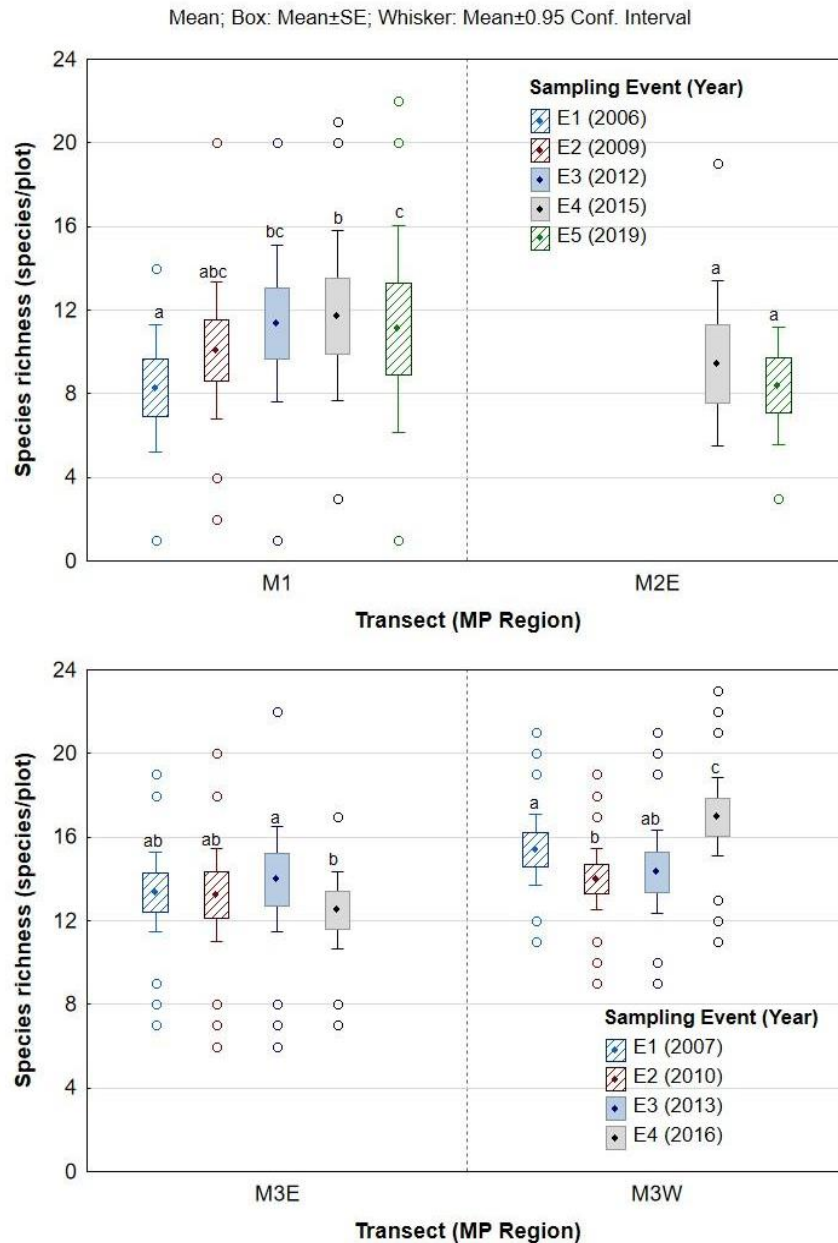 Mean; Box: Mean±SE; Whisker: Mean±0.95 Conf. Interval
Species richness (species/plot)
24
20
16
12
8
4
0
Sampling Event (Year)
E1 (2006)
E2 (2009)
E3 (2012)
E4 (2015)
E5 (2019)
a
abc
bc
b
c
a
a
M1
M2E
Transect (MP Region)
Species richness (species/plot)
24
20
16
12
8
4
0
ab
ab
a
b
a
b
ab
c
Sampling Event (Year)
E1 (2007)
E2 (2010)
E3 (2013)
E4 (2016)
M3E
M3W
Transect (MP Region)